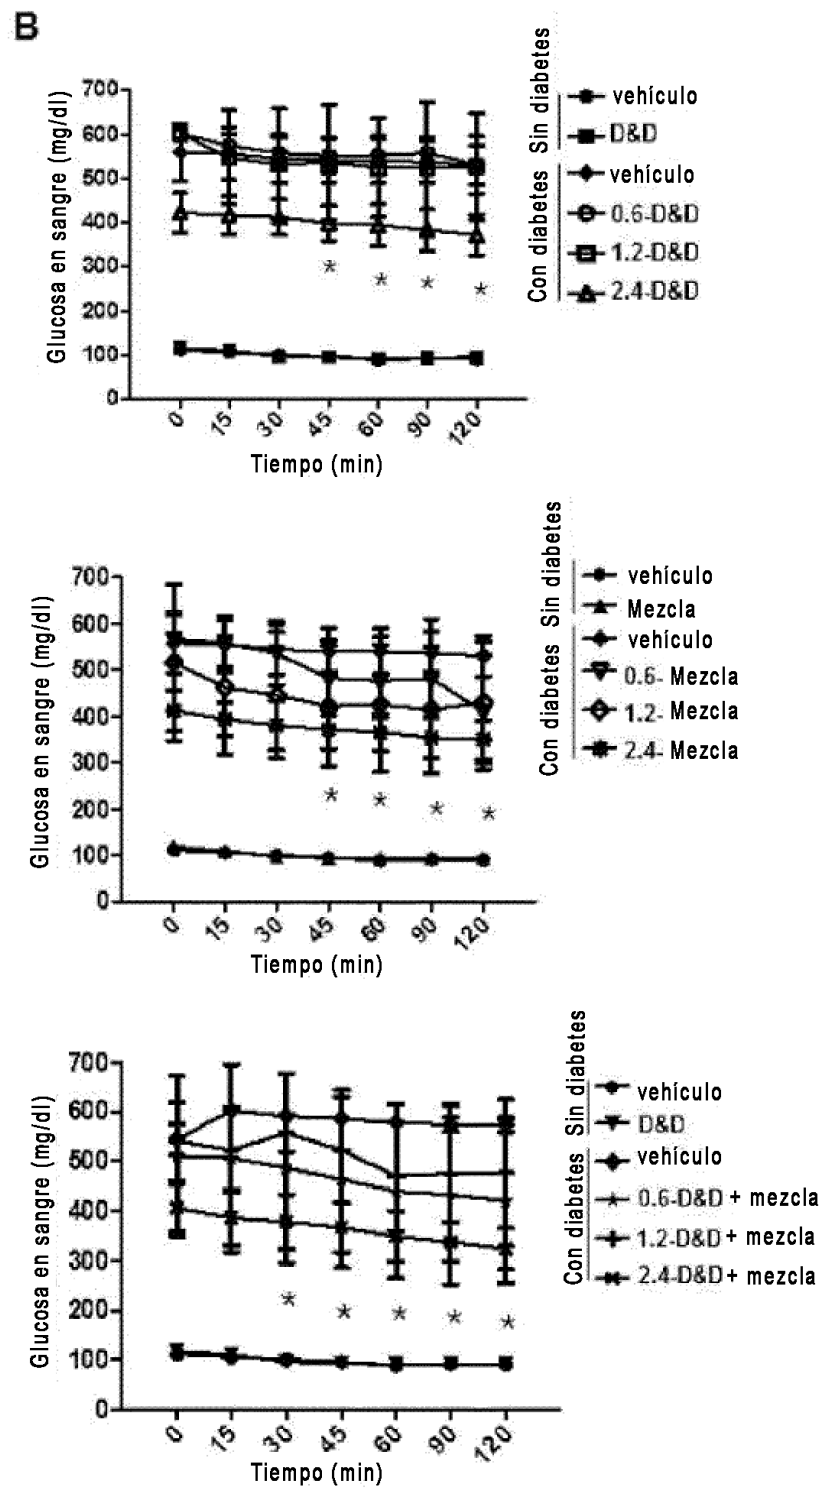 B
Glucosa en sangre (mg/dl)
700
600
500
400
300
200
100
0
* * * *
0 15 30 45 60 90 120
Tiempo (min)
Sin diabetes
vehículo
D&D
Con diabetes
vehículo
0.6-D&D
1.2-D&D
2.4-D&D
Glucosa en sangre (mg/dl)
700
600
500
400
300
200
100
0
* * * *
0 15 30 45 60 90 120
Tiempo (min)
Sin diabetes
vehículo
Mezcla
Con diabetes
vehículo
0.6- Mezcla
1.2- Mezcla
2.4- Mezcla
Glucosa en sangre (mg/dl)
700
600
500
400
300
200
100
0
* * * * *
0 15 30 45 60 90 120
Tiempo (min)
Sin diabetes
vehículo
D&D
Con diabetes
vehículo
0.6-D&D + mezcla
1.2-D&D + mezcla
2.4-D&D + mezcla